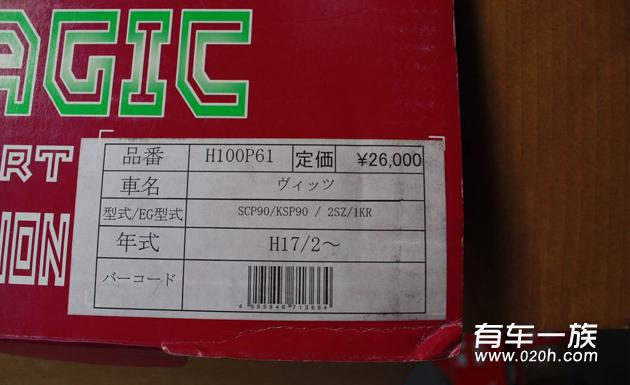 AGIC
RT
ION
品番 H100P61 定価 ¥26,000
車名 ヴィッツ
型式/EG型式 SCP90/KSP90 / 2SZ/1KR
年式 H17/2～
バーコード
有车一族
www.020h.com